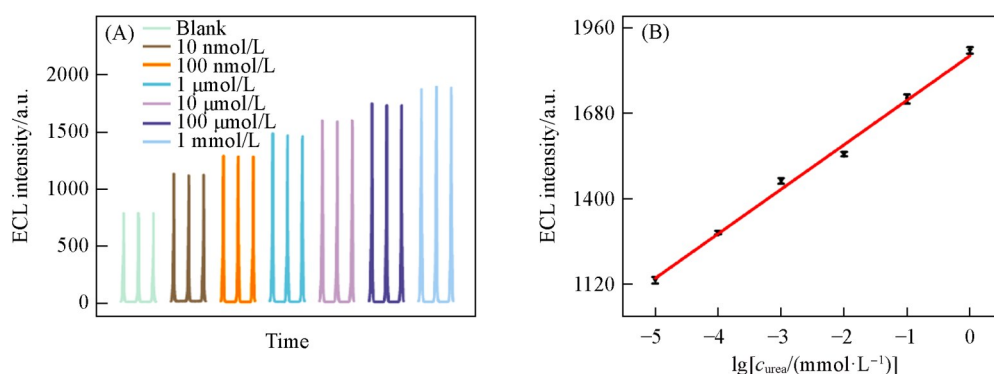 (A)
Blank
10 nmol/L
100 nmol/L
1 μmol/L
10 μmol/L
100 μmol/L
1 mmol/L
2000
1500
1000
500
0
ECL intensity/a.u.
Time
(B)
1960
1680
1400
1120
ECL intensity/a.u.
−5 −4 −3 −2 −1 0
lg[c_urea/(mmol·L⁻¹)]